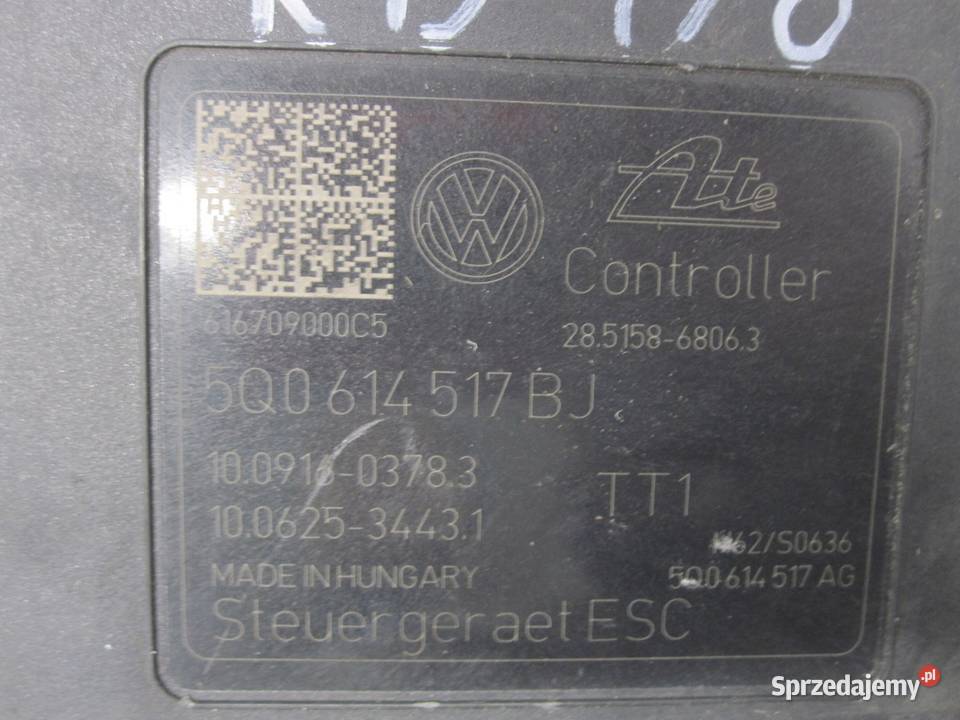 Ate
Controller
616709000C5
28.5158-6806.3
5Q0 614 517 BJ
10.0916-0378.3
TT1
10.0625-3443.1
/S0636
MADE IN HUNGARY
5Q0 614 517 AG
Steuergeraet ESC
Sprzedajemy.pl